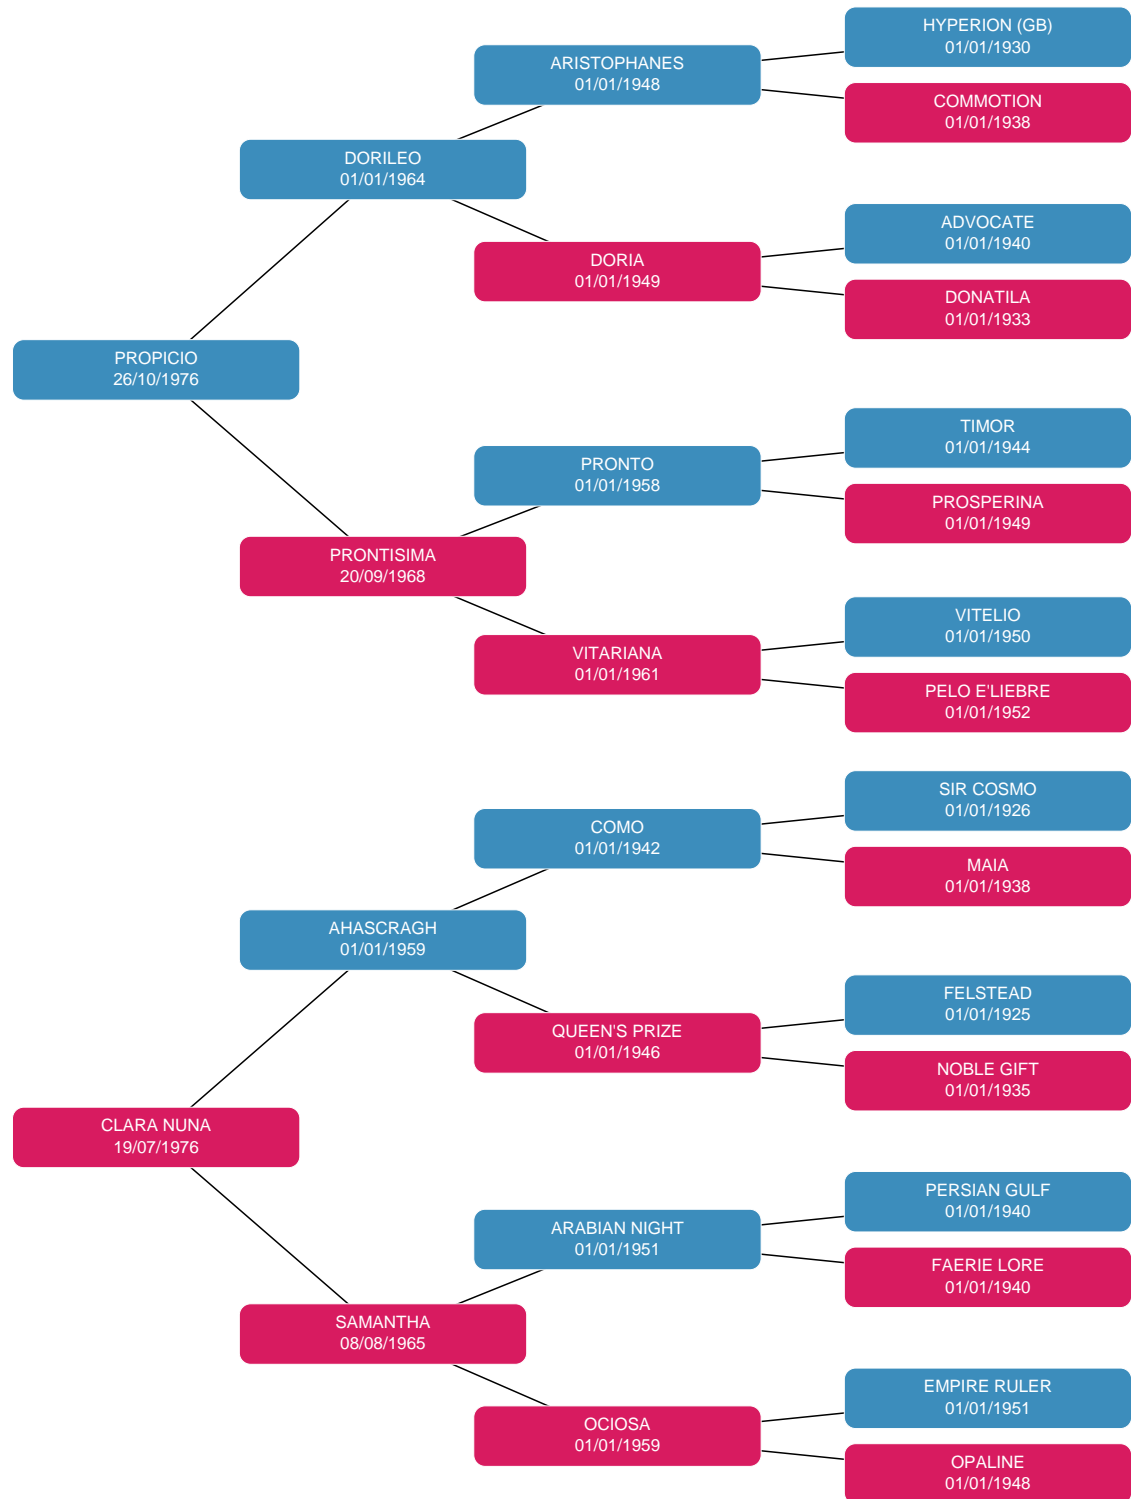 HYPERION (GB)
01/01/1930
ARISTOPHANES
01/01/1948
COMMOTION
01/01/1938
DORILEO
01/01/1964
ADVOCATE
01/01/1940
DORIA
01/01/1949
DONATILA
01/01/1933
PROPICIO
26/10/1976
TIMOR
01/01/1944
PRONTO
01/01/1958
PROSPERINA
01/01/1949
PRONTISIMA
20/09/1968
VITELIO
01/01/1950
VITARIANA
01/01/1961
PELO E'LIEBRE
01/01/1952
SIR COSMO
01/01/1926
COMO
01/01/1942
MAIA
01/01/1938
AHASCRAGH
01/01/1959
FELSTEAD
01/01/1925
QUEEN'S PRIZE
01/01/1946
NOBLE GIFT
01/01/1935
CLARA NUNA
19/07/1976
PERSIAN GULF
01/01/1940
ARABIAN NIGHT
01/01/1951
FAERIE LORE
01/01/1940
SAMANTHA
08/08/1965
EMPIRE RULER
01/01/1951
OCIOSA
01/01/1959
OPALINE
01/01/1948